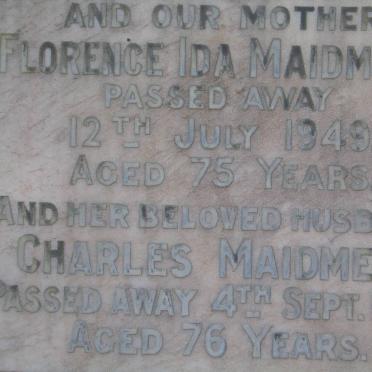 AND OUR MOTHER
FLORENCE IDA MAIDM
PASSED AWAY
12TH JULY 1949
AGED 75 YEARS.
AND HER BELOVED HUSB
CHARLES MAIDME
PASSED AWAY 4TH SEPT.
AGED 76 YEARS.